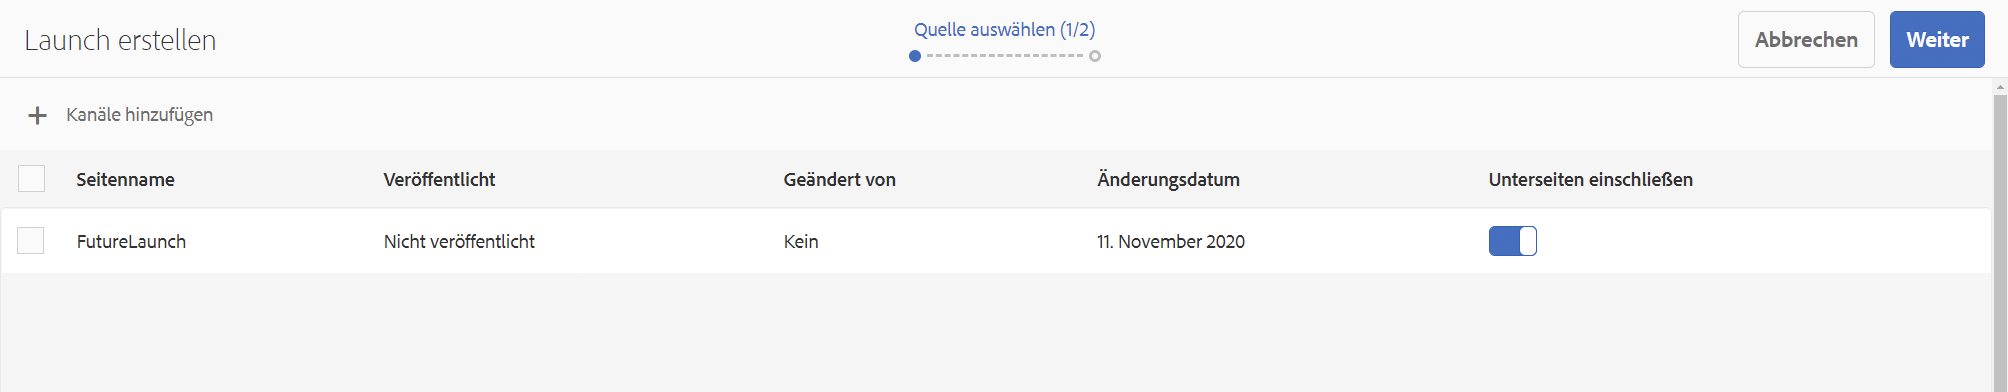 Launch erstellen
Quelle auswählen (1/2)
Abbrechen
Weiter
Kanäle hinzufügen
Seitenname Veröffentlicht Geändert von Änderungsdatum Unterseiten einschließen
FutureLaunch Nicht veröffentlicht Kein 11. November 2020